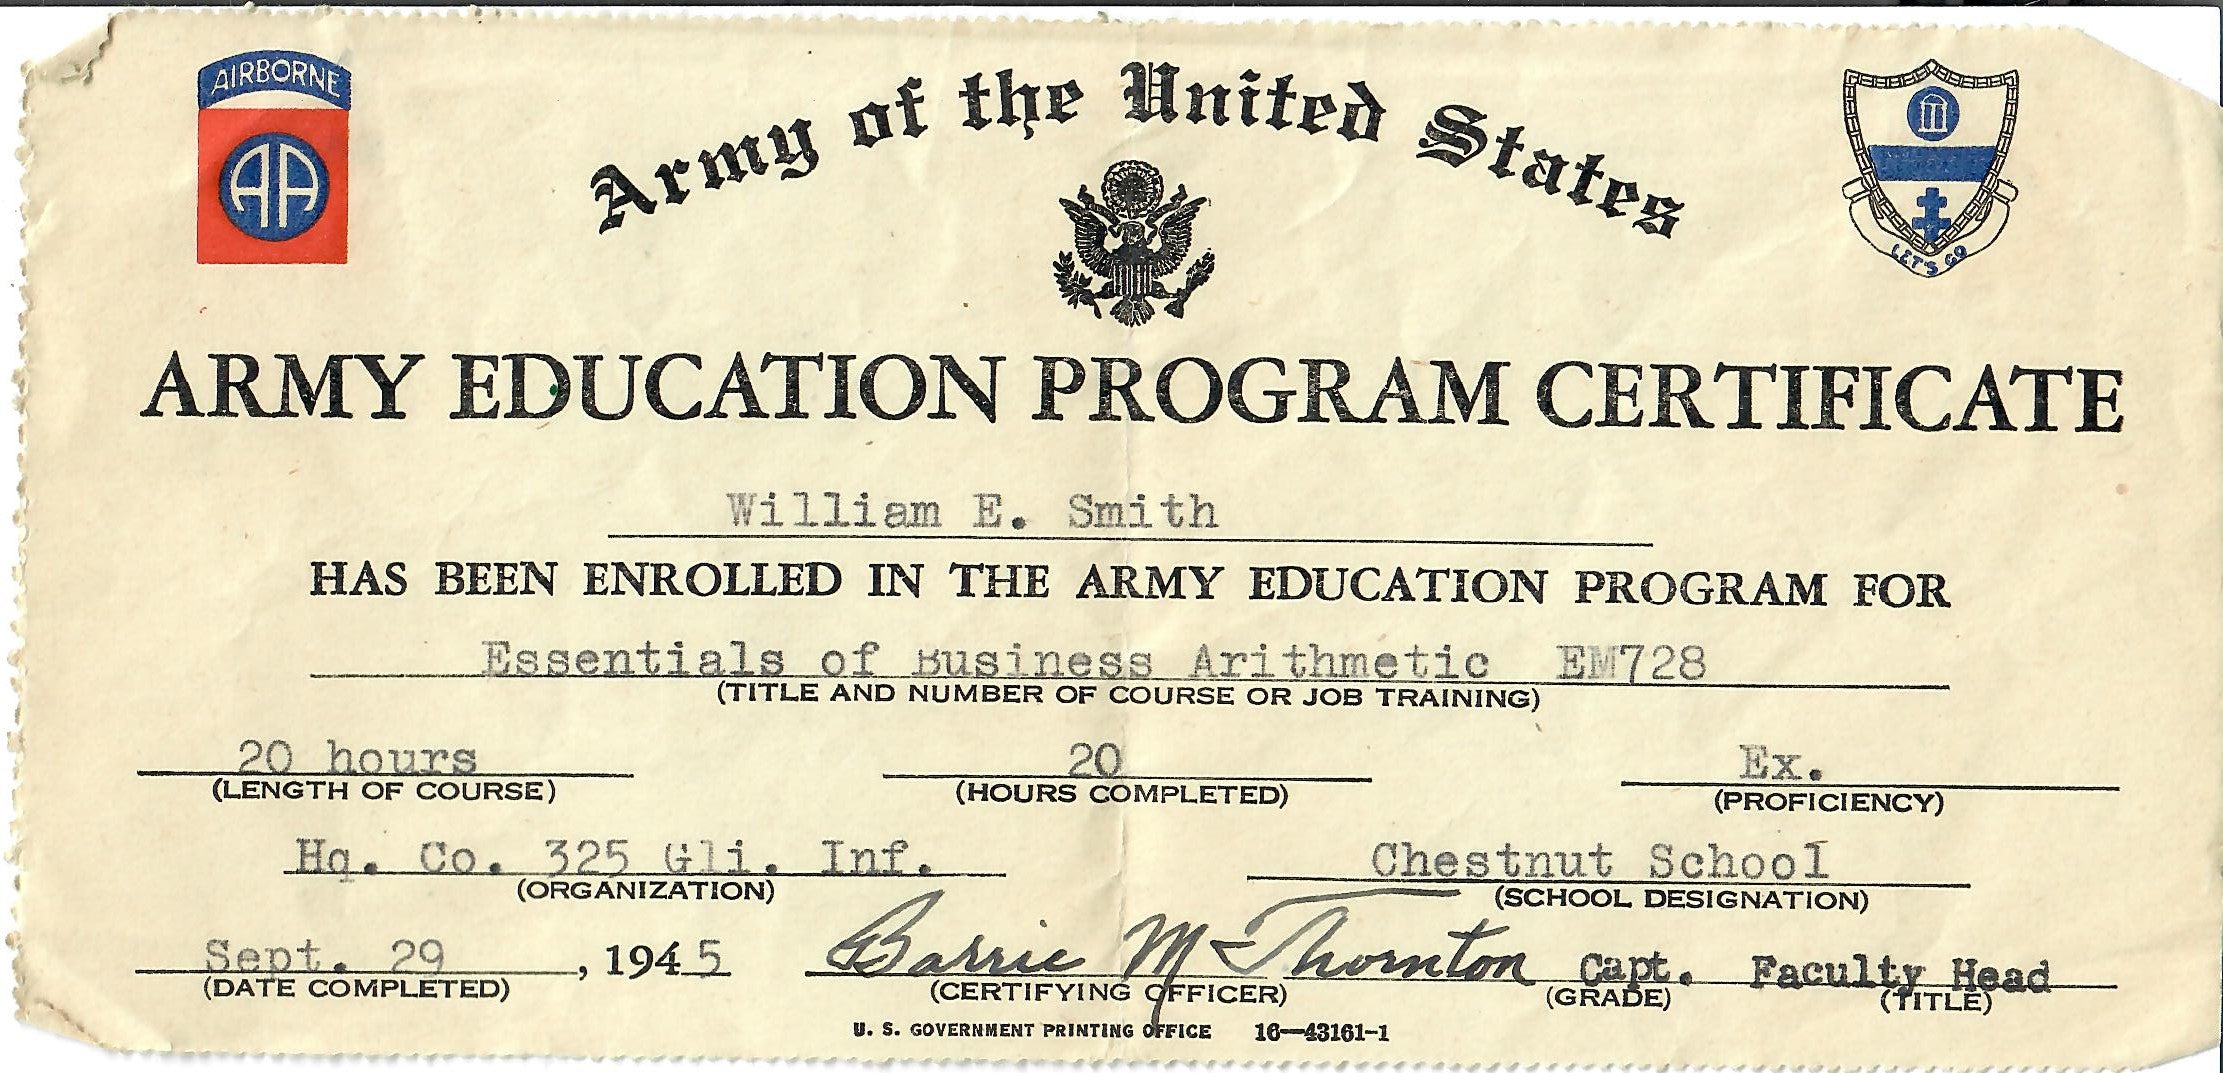 AIRBORNE
AA
Army of the United States
LET'S GO
ARMY EDUCATION PROGRAM CERTIFICATE
William E. Smith
HAS BEEN ENROLLED IN THE ARMY EDUCATION PROGRAM FOR
Essentials of Business Arithmetic EM728
(TITLE AND NUMBER OF COURSE OR JOB TRAINING)
20 hours 20 Ex.
(LENGTH OF COURSE) (HOURS COMPLETED) (PROFICIENCY)
Hq. Co. 325 Gli. Inf. Chestnut School
(ORGANIZATION) (SCHOOL DESIGNATION)
Sept. 29, 1945 Barrie M Thornton Capt. Faculty Head
(DATE COMPLETED) (CERTIFYING OFFICER) (GRADE) (TITLE)
U. S. GOVERNMENT PRINTING OFFICE 16—43161-1